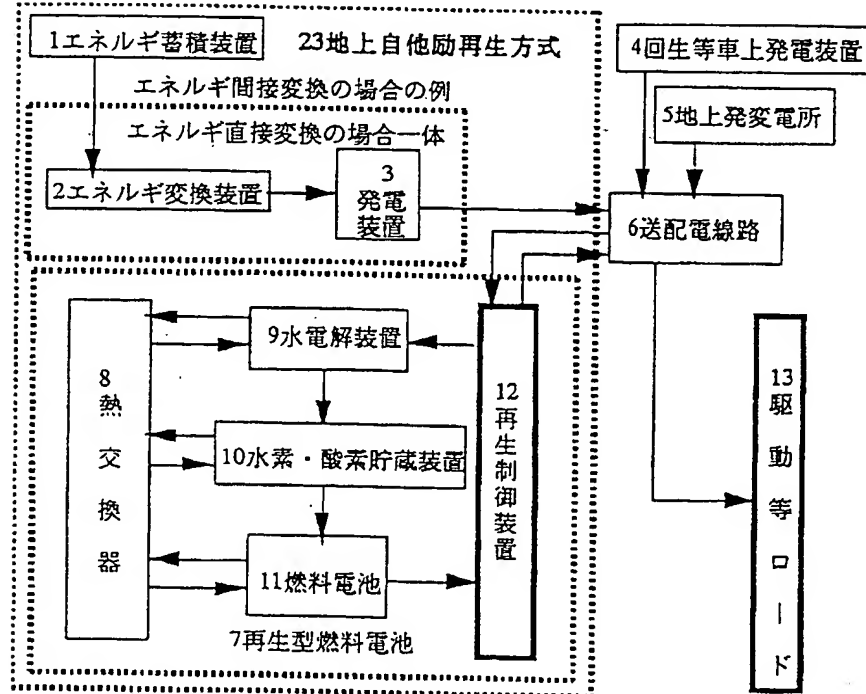 1エネルギ蓄積装置
23地上自他励再生方式
エネルギ間接変換の場合の例
エネルギ直接変換の場合一体
2エネルギ変換装置
3
発電
装置
4回生等車上発電装置
5地上発変電所
6送配電線路
8熱交換器
9水電解装置
10水素・酸素貯蔵装置
11燃料電池
7再生型燃料電池
12再生制御装置
13駆動等ロード